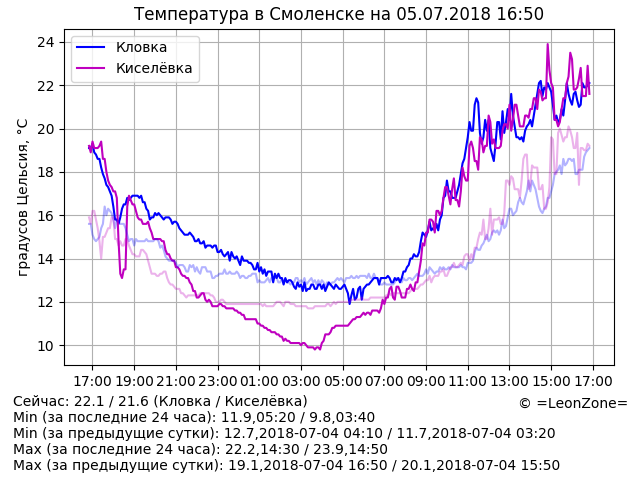 Температура в Смоленске на 05.07.2018 16:50
Кловка
Киселёвка
градусов Цельсия, °C
24
22
20
18
16
14
12
10
17:00 19:00 21:00 23:00 01:00 03:00 05:00 07:00 09:00 11:00 13:00 15:00 17:00
Сейчас: 22.1 / 21.6 (Кловка / Киселёвка)
© =LeonZone=
Min (за последние 24 часа): 11.9,05:20 / 9.8,03:40
Min (за предыдущие сутки): 12.7,2018-07-04 04:10 / 11.7,2018-07-04 03:20
Max (за последние 24 часа): 22.2,14:30 / 23.9,14:50
Max (за предыдущие сутки): 19.1,2018-07-04 16:50 / 20.1,2018-07-04 15:50